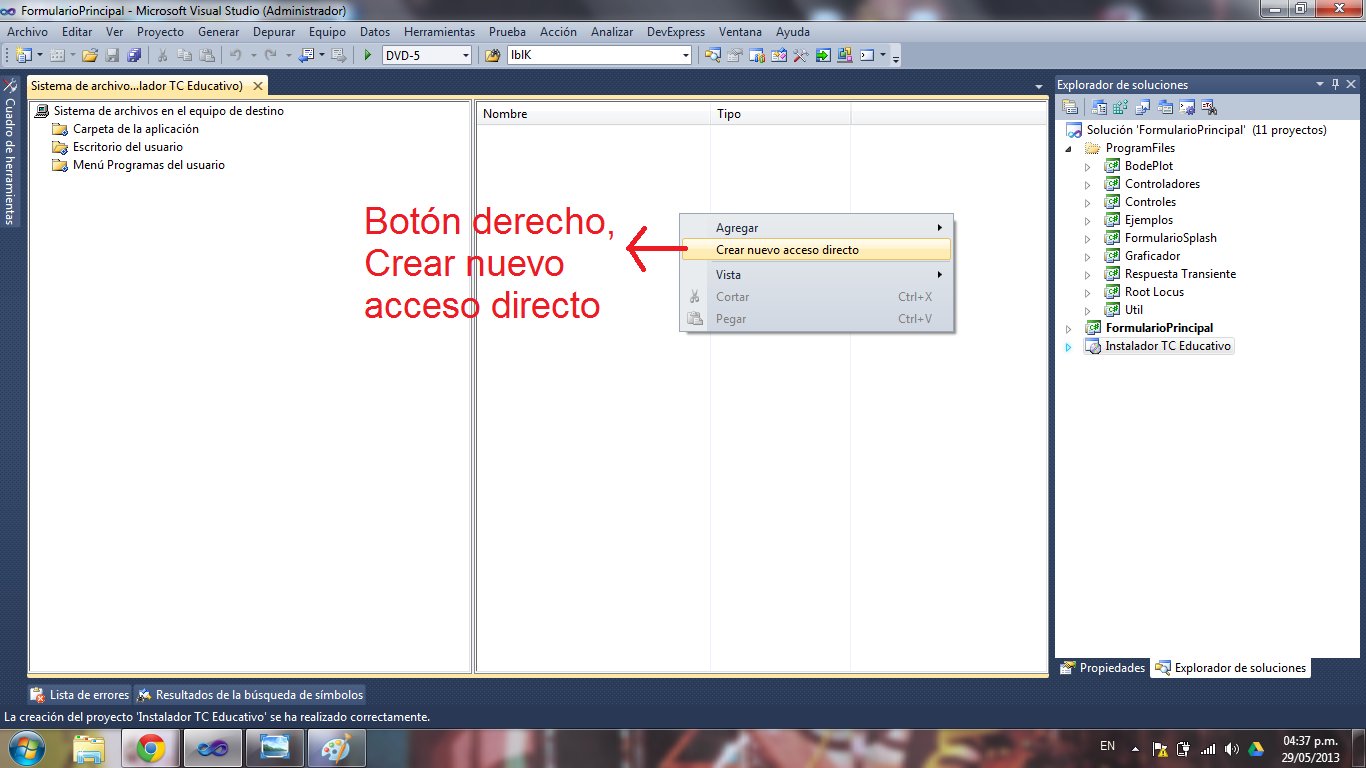 FormularioPrincipal - Microsoft Visual Studio (Administrador)
Archivo Editar Ver Proyecto Generar Depurar Equipo Datos Herramientas Prueba Acción Analizar DevExpress Ventana Ayuda
DVD-5 lblK
Cuadro de herramientas
Sistema de archivo...lador TC Educativo)
Sistema de archivos en el equipo de destino
Carpeta de la aplicación
Escritorio del usuario
Menú Programas del usuario
Nombre Tipo
Botón derecho,
Crear nuevo
acceso directo
Agregar
Crear nuevo acceso directo
Vista
Cortar Ctrl+X
Pegar Ctrl+V
Explorador de soluciones
Solución 'FormularioPrincipal' (11 proyectos)
ProgramFiles
BodePlot
Controladores
Controles
Ejemplos
FormularioSplash
Graficador
Respuesta Transiente
Root Locus
Util
FormularioPrincipal
Instalador TC Educativo
Propiedades Explorador de soluciones
Lista de errores Resultados de la búsqueda de símbolos
La creación del proyecto 'Instalador TC Educativo' se ha realizado correctamente.
EN
04:37 p.m.
29/05/2013